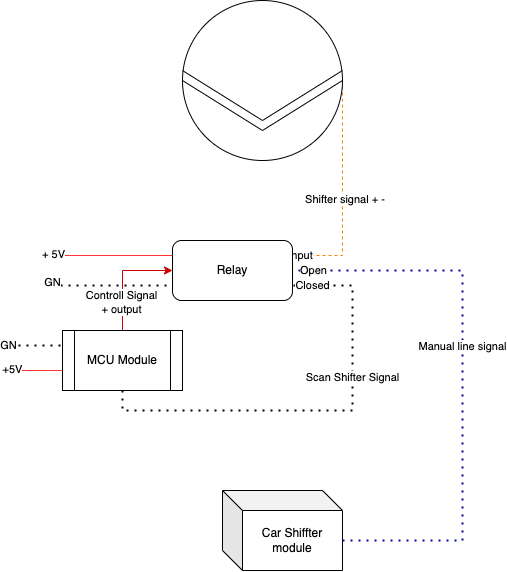 Shifter signal + -
+ 5V
Relay
nput
Open
Closed
GN
Controll Signal
+ output
GN
MCU Module
+5V
Manual line signal
Scan Shifter Signal
Car Shiffter
module